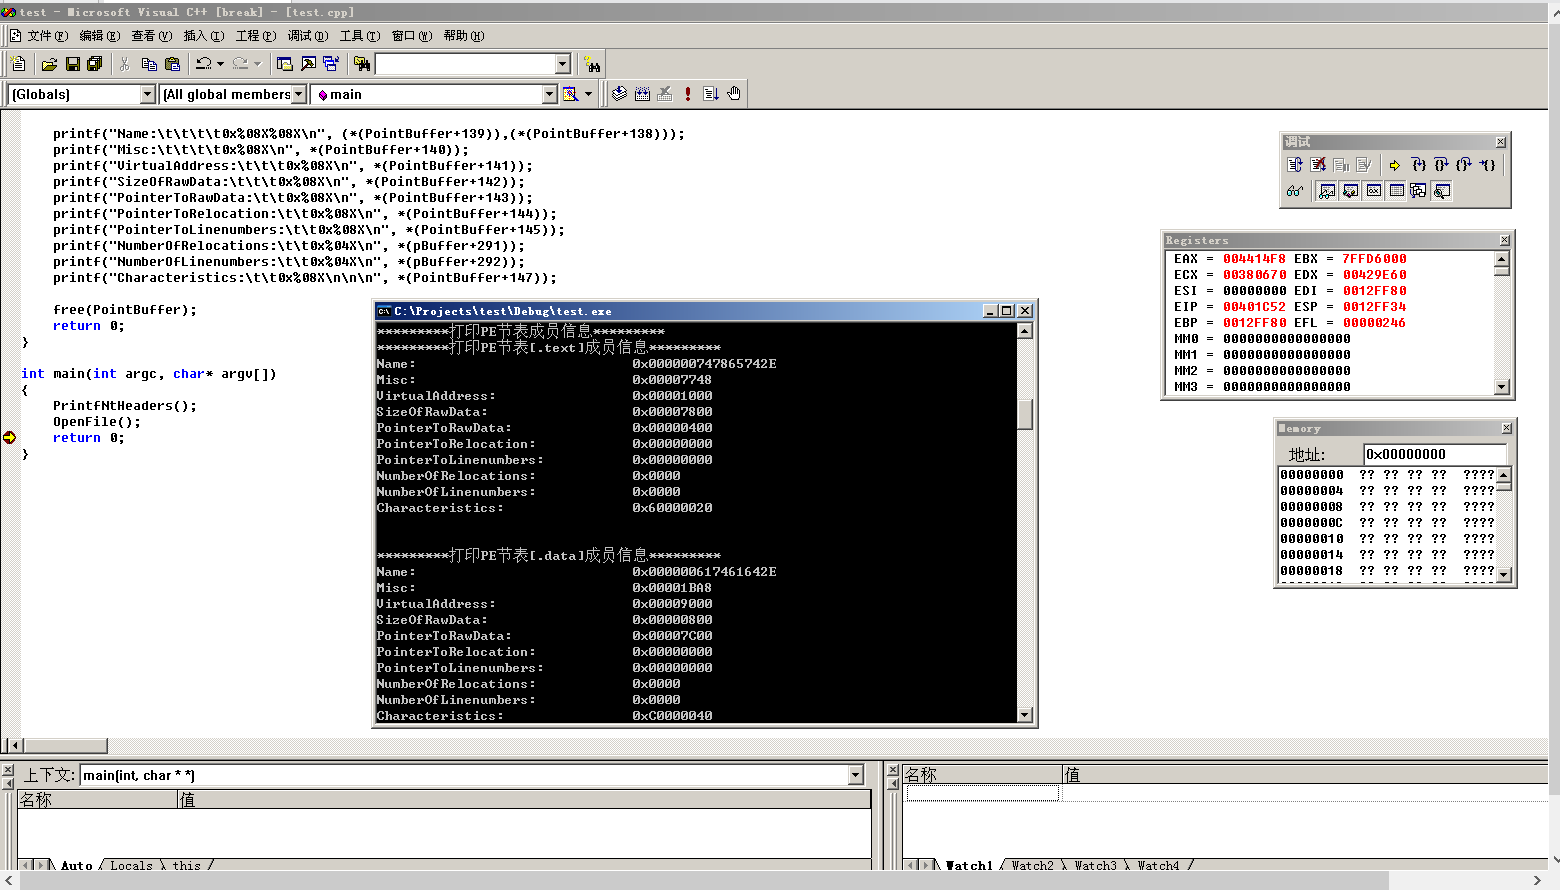 test - Microsoft Visual C++ [break] - [test.cpp]
文件(F) 编辑(E) 查看(V) 插入(I) 工程(P) 调试(D) 工具(T) 窗口(W) 帮助(H)
(Globals) (All global members main
printf("Name:\t\t\t\t0x%08X%08X\n", (*(PointBuffer+139)),(*(PointBuffer+138)));
printf("Misc:\t\t\t\t0x%08X\n", *(PointBuffer+140));
printf("VirtualAddress:\t\t\t0x%08X\n", *(PointBuffer+141));
printf("SizeOfRawData:\t\t\t0x%08X\n", *(PointBuffer+142));
printf("PointerToRawData:\t\t0x%08X\n", *(PointBuffer+143));
printf("PointerToRelocation:\t\t0x%08X\n", *(PointBuffer+144));
printf("PointerToLinenumbers:\t\t0x%08X\n", *(PointBuffer+145));
printf("NumberOfRelocations:\t\t0x%04X\n", *(pBuffer+291));
printf("NumberOfLinenumbers:\t\t0x%04X\n", *(pBuffer+292));
printf("Characteristics:\t\t0x%08X\n\n\n", *(PointBuffer+147));
free(PointBuffer);
return 0;
}
int main(int argc, char* argv[])
{
PrintfNtHeaders();
OpenFile();
return 0;
}
C:\Projects\test\Debug\test.exe
*********打印PE节表成员信息*********
*********打印PE节表[.text]成员信息*********
Name: 0x000000747865742E
Misc: 0x00007748
VirtualAddress: 0x00001000
SizeOfRawData: 0x00007800
PointerToRawData: 0x00000400
PointerToRelocation: 0x00000000
PointerToLinenumbers: 0x00000000
NumberOfRelocations: 0x0000
NumberOfLinenumbers: 0x0000
Characteristics: 0x60000020
*********打印PE节表[.data]成员信息*********
Name: 0x000000617461642E
Misc: 0x00001BA8
VirtualAddress: 0x00009000
SizeOfRawData: 0x00000800
PointerToRawData: 0x00007C00
PointerToRelocation: 0x00000000
PointerToLinenumbers: 0x00000000
NumberOfRelocations: 0x0000
NumberOfLinenumbers: 0x0000
Characteristics: 0xC0000040
调试
Registers
EAX = 004414F8 EBX = 7FFD6000
ECX = 00380670 EDX = 00429E60
ESI = 00000000 EDI = 0012FF80
EIP = 00401C52 ESP = 0012FF34
EBP = 0012FF80 EFL = 00000246
MM0 = 0000000000000000
MM1 = 0000000000000000
MM2 = 0000000000000000
MM3 = 0000000000000000
Memory
地址: 0x00000000
00000000 ?? ?? ?? ?? ????
00000004 ?? ?? ?? ?? ????
00000008 ?? ?? ?? ?? ????
0000000C ?? ?? ?? ?? ????
00000010 ?? ?? ?? ?? ????
00000014 ?? ?? ?? ?? ????
00000018 ?? ?? ?? ?? ????
上下文: main(int, char * *)
名称 值
Auto Locals this
名称 值
Watch1 Watch2 Watch3 Watch4